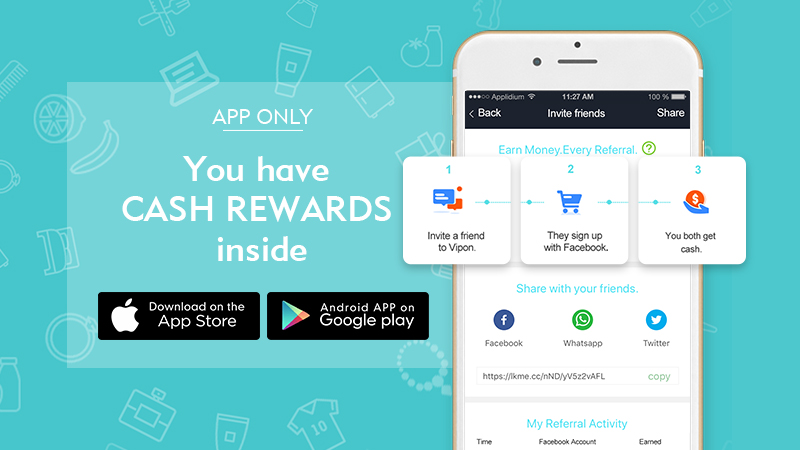 APP ONLY
You have
CASH REWARDS
inside
Download on the
App Store
Android APP on
Google play
Applidium
11:27 AM
100 %
Back
Invite friends
Share
Earn Money.Every Referral. ?
1
2
3
$
Invite a friend
to Vipon.
They sign up
with Facebook.
You both get
cash.
Share with your friends.
f
Facebook
Whatsapp
Twitter
https://lkme.cc/nND/yV5z2vAFL
copy
My Referral Activity
Time
Facebook Account
Earned
10